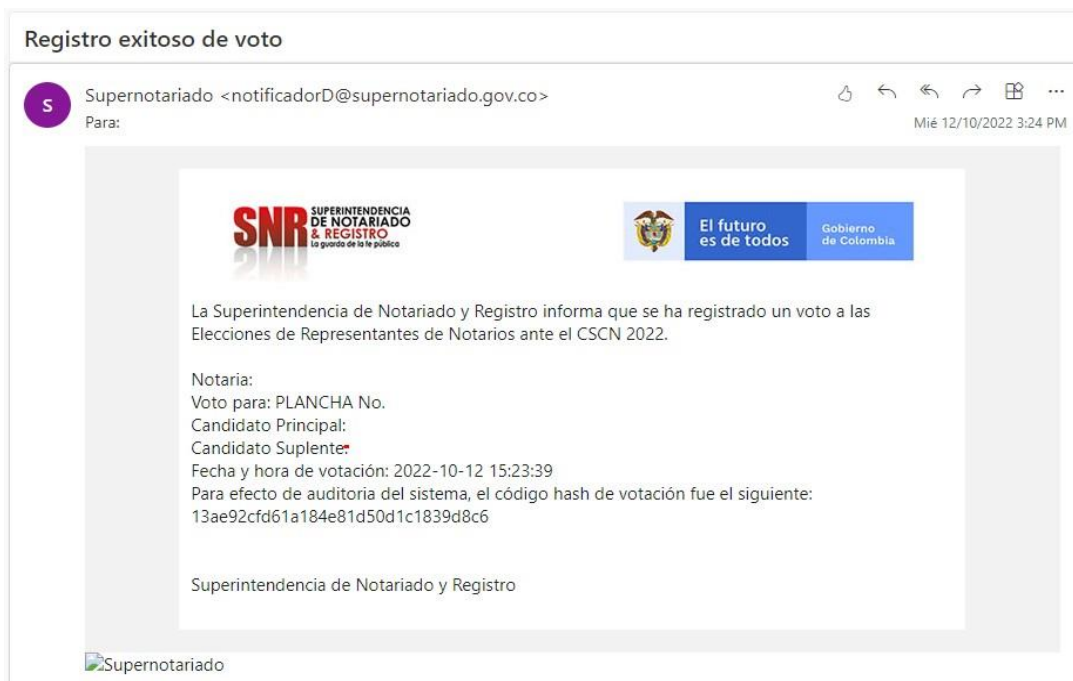 Registro exitoso de voto
S
Supernotariado <notificadorD@supernotariado.gov.co>
Para:
Mié 12/10/2022 3:24 PM
SNR SUPERINTENDENCIA
DE NOTARIADO
& REGISTRO
La guarda de la fe pública
El futuro
es de todos
Gobierno
de Colombia
La Superintendencia de Notariado y Registro informa que se ha registrado un voto a las
Elecciones de Representantes de Notarios ante el CSCN 2022.
Notaria:
Voto para: PLANCHA No.
Candidato Principal:
Candidato Suplente:
Fecha y hora de votación: 2022-10-12 15:23:39
Para efecto de auditoria del sistema, el código hash de votación fue el siguiente:
13ae92cfd61a184e81d50d1c1839d8c6
Superintendencia de Notariado y Registro
Supernotariado